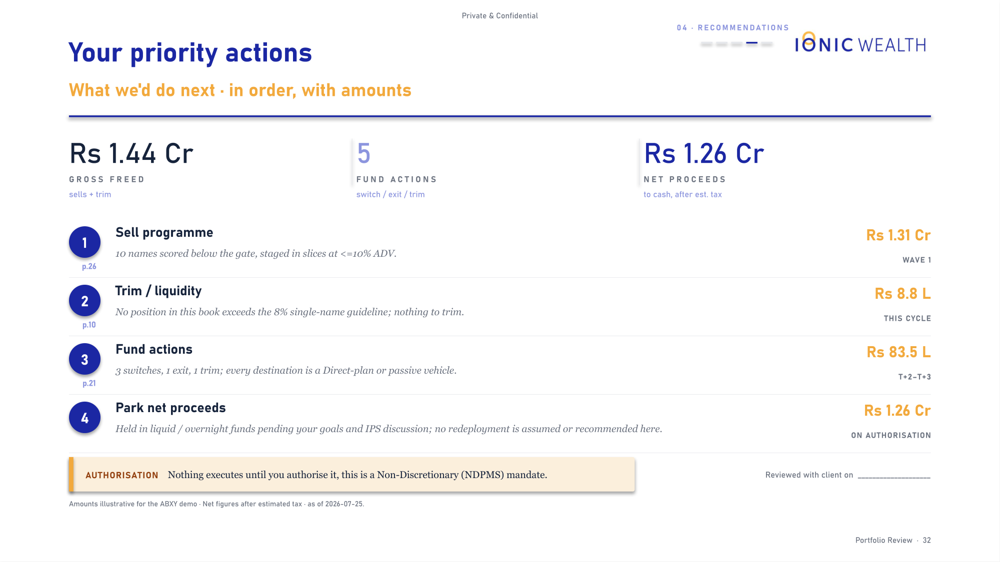 Private & Confidential
04 · RECOMMENDATIONS
IONIC WEALTH
Your priority actions
What we'd do next · in order, with amounts
Rs 1.44 Cr
GROSS FREED
sells + trim
5
FUND ACTIONS
switch / exit / trim
Rs 1.26 Cr
NET PROCEEDS
to cash, after est. tax
1
p.26
Sell programme
10 names scored below the gate, staged in slices at <=10% ADV.
Rs 1.31 Cr
WAVE 1
2
p.10
Trim / liquidity
No position in this book exceeds the 8% single-name guideline; nothing to trim.
Rs 8.8 L
THIS CYCLE
3
p.21
Fund actions
3 switches, 1 exit, 1 trim; every destination is a Direct-plan or passive vehicle.
Rs 83.5 L
T+2–T+3
4
Park net proceeds
Held in liquid / overnight funds pending your goals and IPS discussion; no redeployment is assumed or recommended here.
Rs 1.26 Cr
ON AUTHORISATION
AUTHORISATION Nothing executes until you authorise it, this is a Non-Discretionary (NDPMS) mandate.
Reviewed with client on ____________________
Amounts illustrative for the ABXY demo · Net figures after estimated tax · as of 2026-07-25.
Portfolio Review · 32